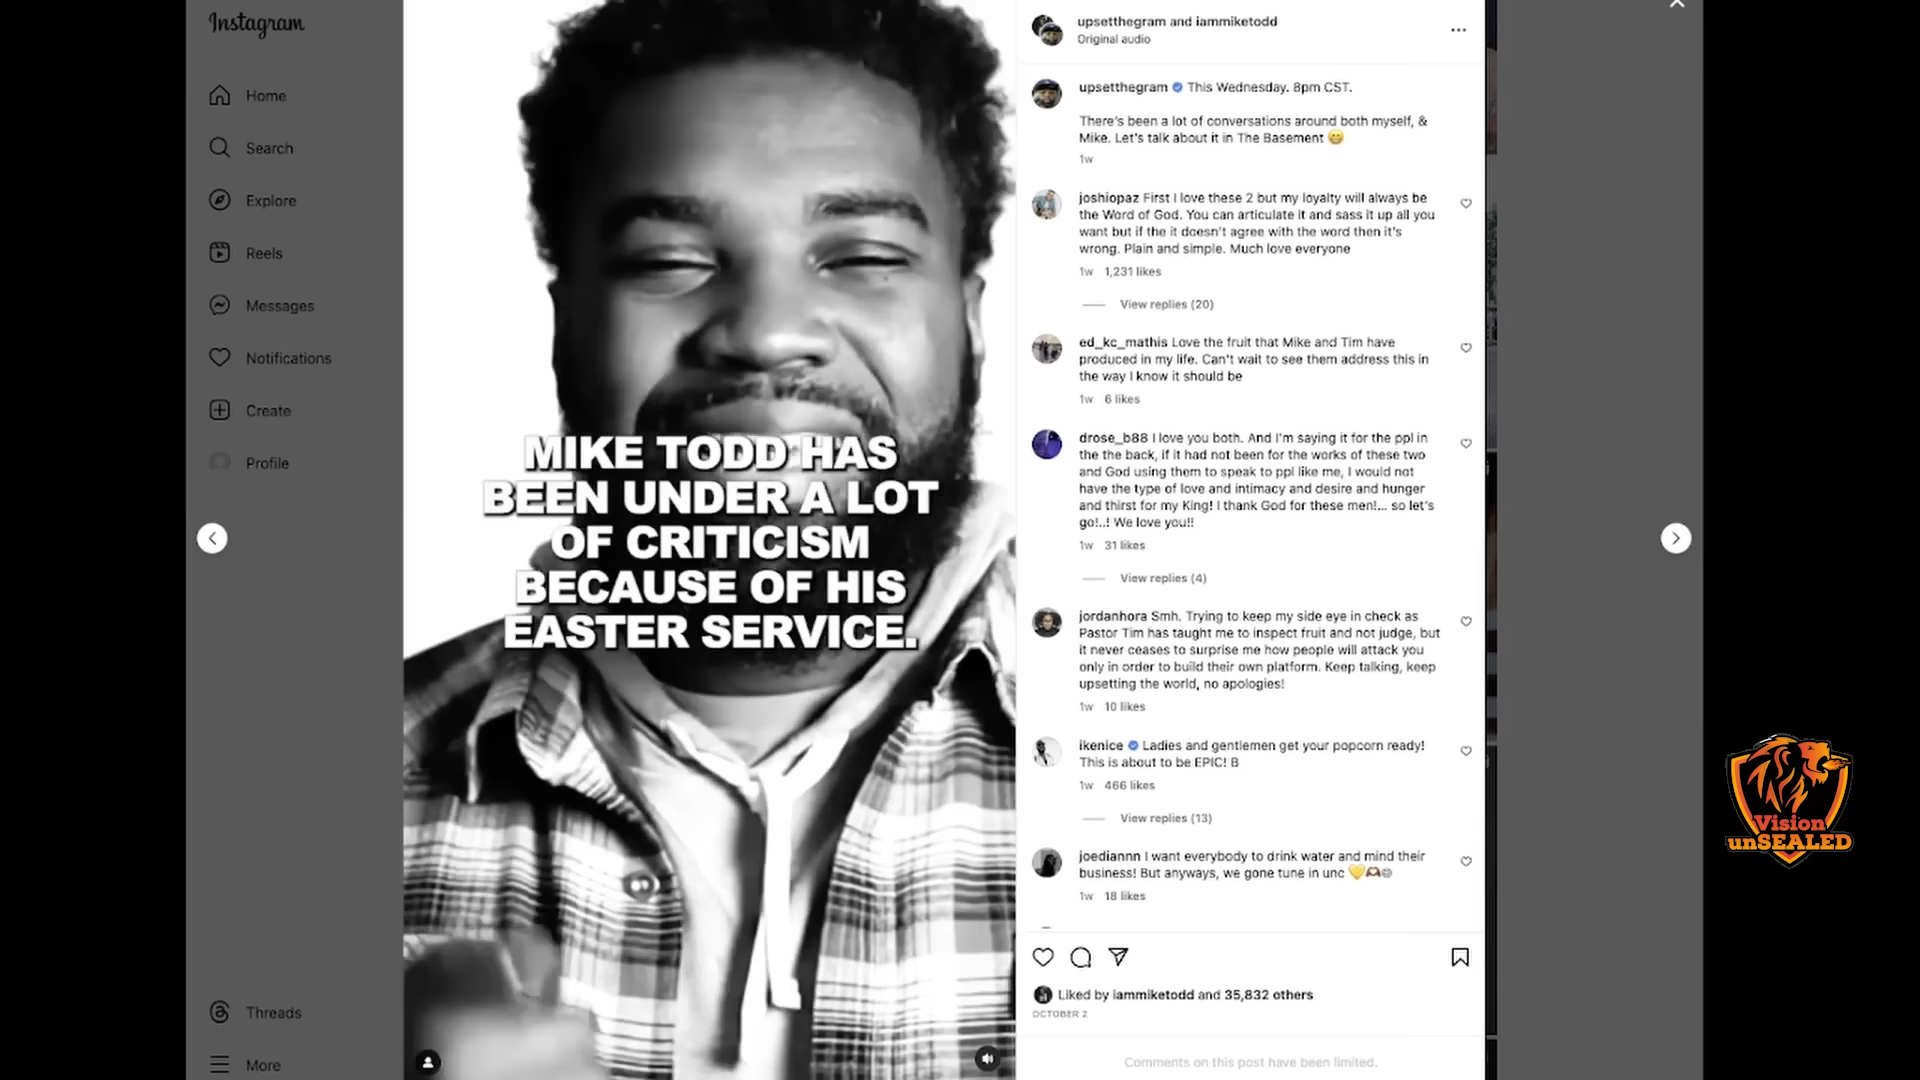 Instagram
Home
Search
Explore
Reels
Messages
Notifications
Create
Profile
Threads
More
MIKE TODD HAS
BEEN UNDER A LOT
OF CRITICISM
BECAUSE OF HIS
EASTER SERVICE.
upsetthegram and iammiketodd
Original audio
upsetthegram This Wednesday. 8pm CST.
There's been a lot of conversations around both myself, &
Mike. Let's talk about it in The Basement 😀
1w
joshiopaz First I love these 2 but my loyalty will always be
the Word of God. You can articulate it and sass it up all you
want but if the it doesn't agree with the word then it's
wrong. Plain and simple. Much love everyone
1w 1,231 likes
View replies (20)
ed_kc_mathis Love the fruit that Mike and Tim have
produced in my life. Can't wait to see them address this in
the way I know it should be
1w 6 likes
drose_b88 I love you both. And I'm saying it for the ppl in
the the back, if it had not been for the works of these two
and God using them to speak to ppl like me, I would not
have the type of love and intimacy and desire and hunger
and thirst for my King! I thank God for these men!... so let's
go!..! We love you!!
1w 31 likes
View replies (4)
jordanhora Smh. Trying to keep my side eye in check as
Pastor Tim has taught me to inspect fruit and not judge, but
it never ceases to surprise me how people will attack you
only in order to build their own platform. Keep talking, keep
upsetting the world, no apologies!
1w 10 likes
ikenice Ladies and gentlemen get your popcorn ready!
This is about to be EPIC! B
1w 466 likes
View replies (13)
joediannn I want everybody to drink water and mind their
business! But anyways, we gone tune in unc 💛🫶🏾
1w 18 likes
Liked by iammiketodd and 35,832 others
OCTOBER 2
Comments on this post have been limited.
Vision
unSEALED